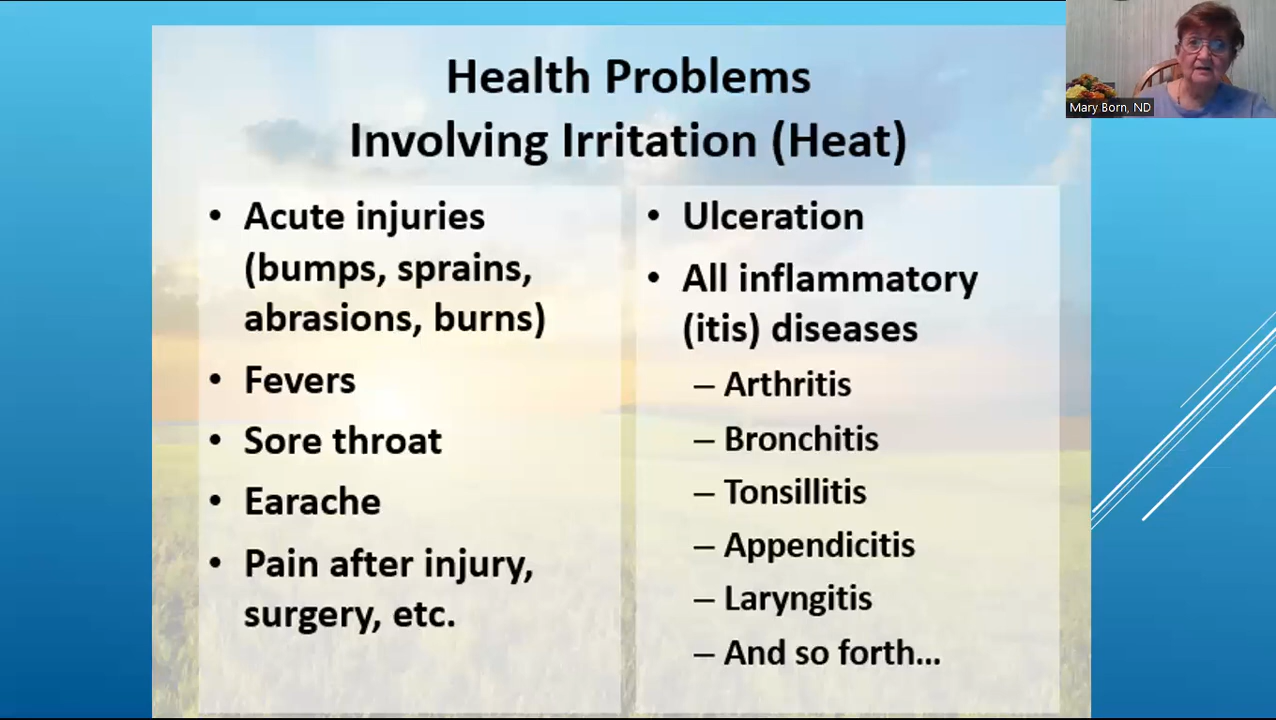 Health Problems
Involving Irritation (Heat)
• Acute injuries
(bumps, sprains,
abrasions, burns)
• Fevers
• Sore throat
• Earache
• Pain after injury,
surgery, etc.
• Ulceration
• All inflammatory
(itis) diseases
– Arthritis
– Bronchitis
– Tonsillitis
– Appendicitis
– Laryngitis
– And so forth…
Mary Born, ND